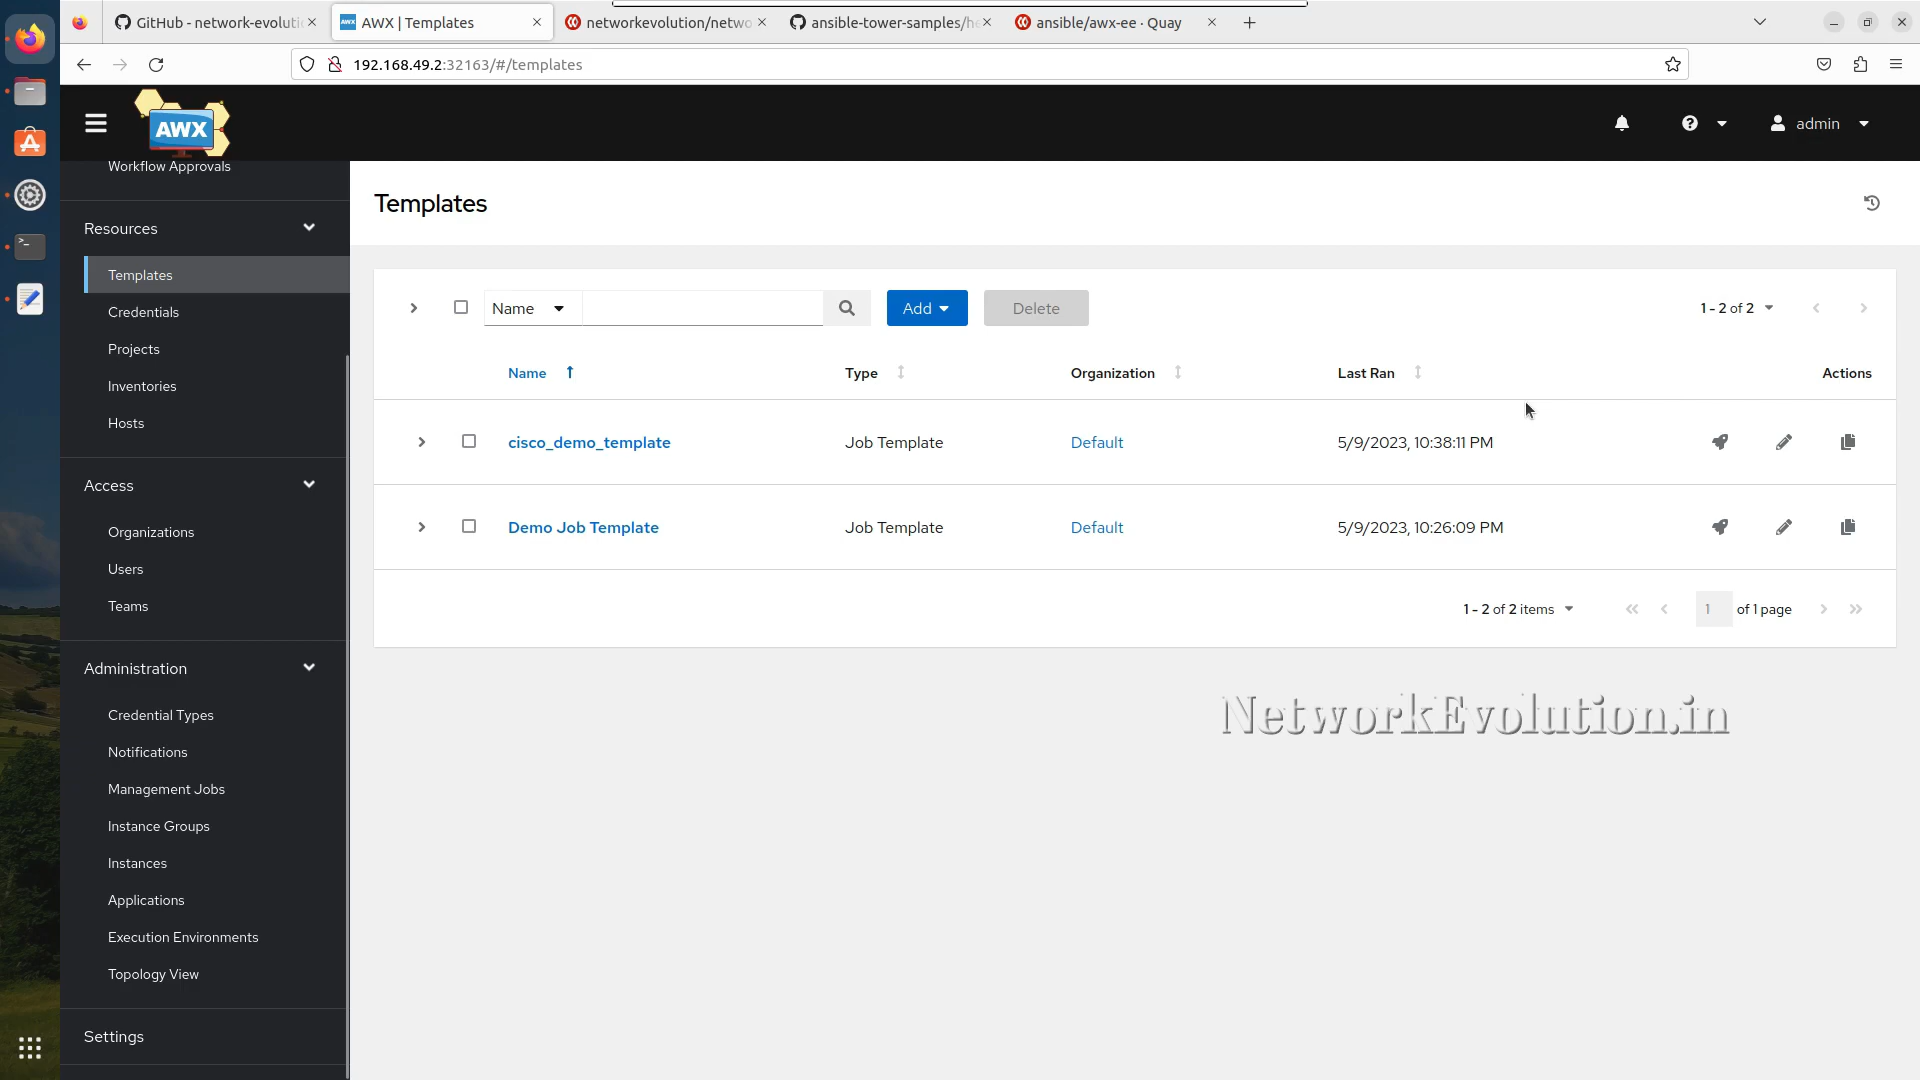 GitHub - network-evoluti
AWX | Templates
networkevolution/netwo
ansible-tower-samples/he
ansible/awx-ee · Quay
192.168.49.2:32163/#/templates
AWX
admin
Workflow Approvals
Resources
Templates
Credentials
Projects
Inventories
Hosts
Access
Organizations
Users
Teams
Administration
Credential Types
Notifications
Management Jobs
Instance Groups
Instances
Applications
Execution Environments
Topology View
Settings
Templates
Name
Add
Delete
1 - 2 of 2
Name Type Organization Last Ran Actions
cisco_demo_template Job Template Default 5/9/2023, 10:38:11 PM
Demo Job Template Job Template Default 5/9/2023, 10:26:09 PM
1 - 2 of 2 items 1 of 1 page
NetworkEvolution.in